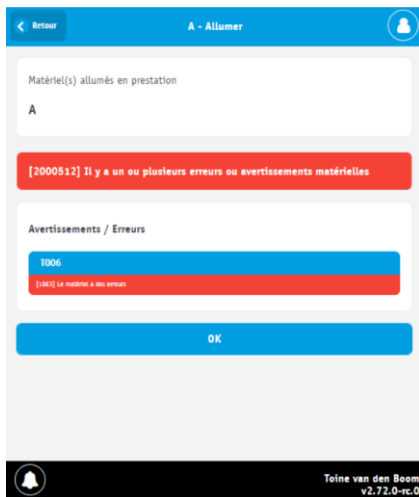 Retour
A - Allumer
Matériel(s) allumés en prestation
A
[2000512] Il y a un ou plusieurs erreurs ou avertissements matérielles
Avertissements / Erreurs
T006
[1063] Le matériel a des erreurs
OK
Toine van den Boom
v2.72.0-rc.0